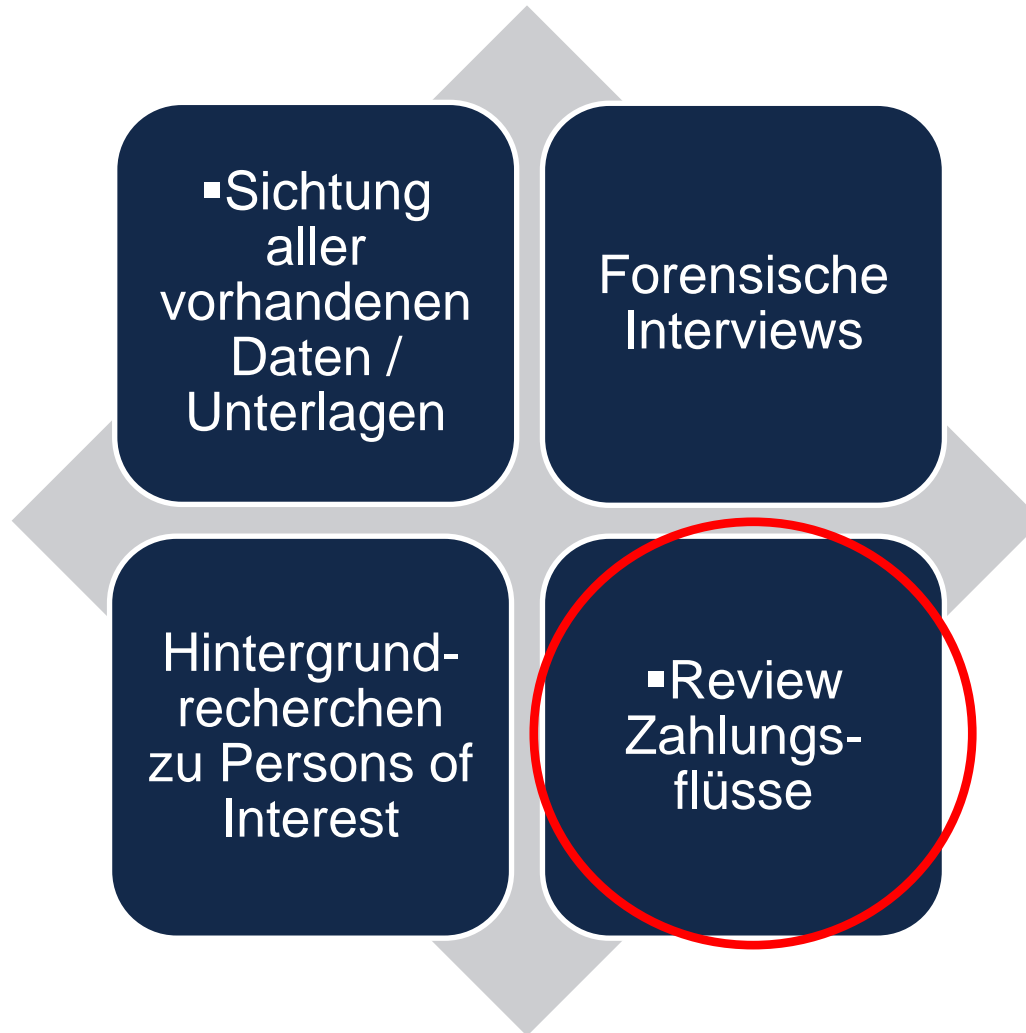 ▪Sichtung
aller
vorhandenen
Daten /
Unterlagen
Forensische
Interviews
Hintergrund-
recherchen
zu Persons of
Interest
▪Review
Zahlungs-
flüsse